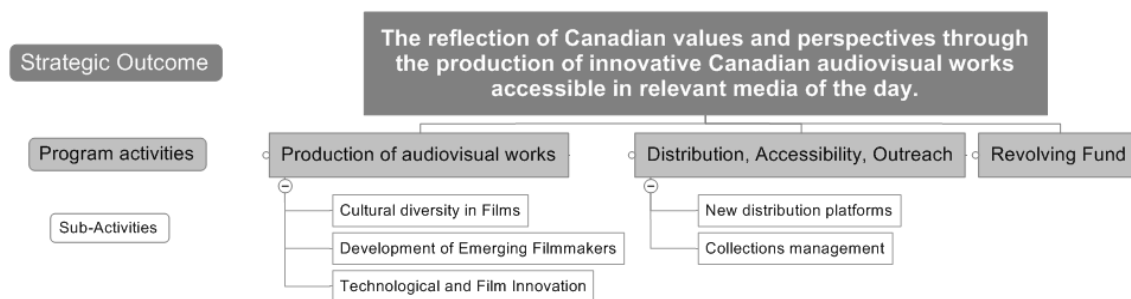 Strategic Outcome
The reflection of Canadian values and perspectives through
the production of innovative Canadian audiovisual works
accessible in relevant media of the day.
Program activities
Production of audiovisual works
Distribution, Accessibility, Outreach
Revolving Fund
Sub-Activities
Cultural diversity in Films
Development of Emerging Filmmakers
Technological and Film Innovation
New distribution platforms
Collections management